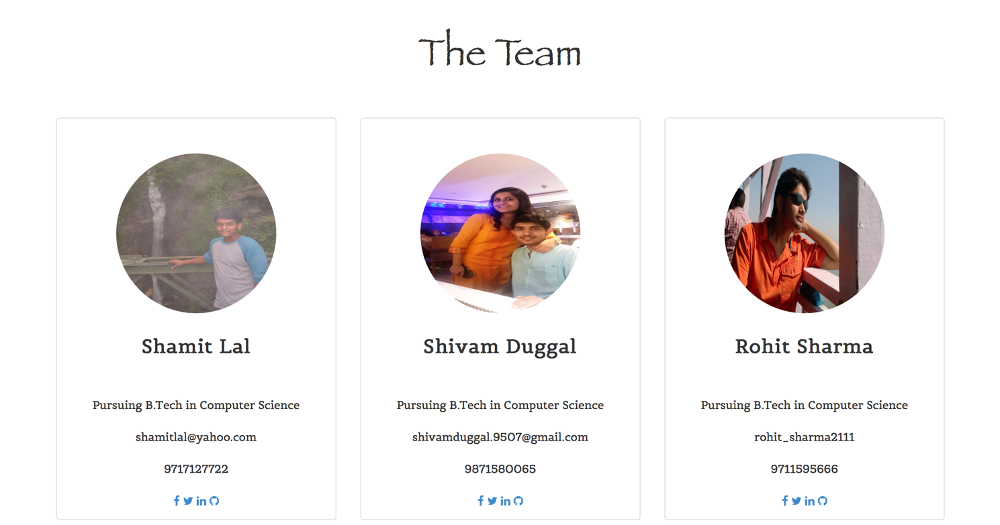 The Team
Shamit Lal
Pursuing B.Tech in Computer Science
shamitlal@yahoo.com
9717127722
Shivam Duggal
Pursuing B.Tech in Computer Science
shivamduggal.9507@gmail.com
9871580065
Rohit Sharma
Pursuing B.Tech in Computer Science
rohit_sharma2111
9711595666